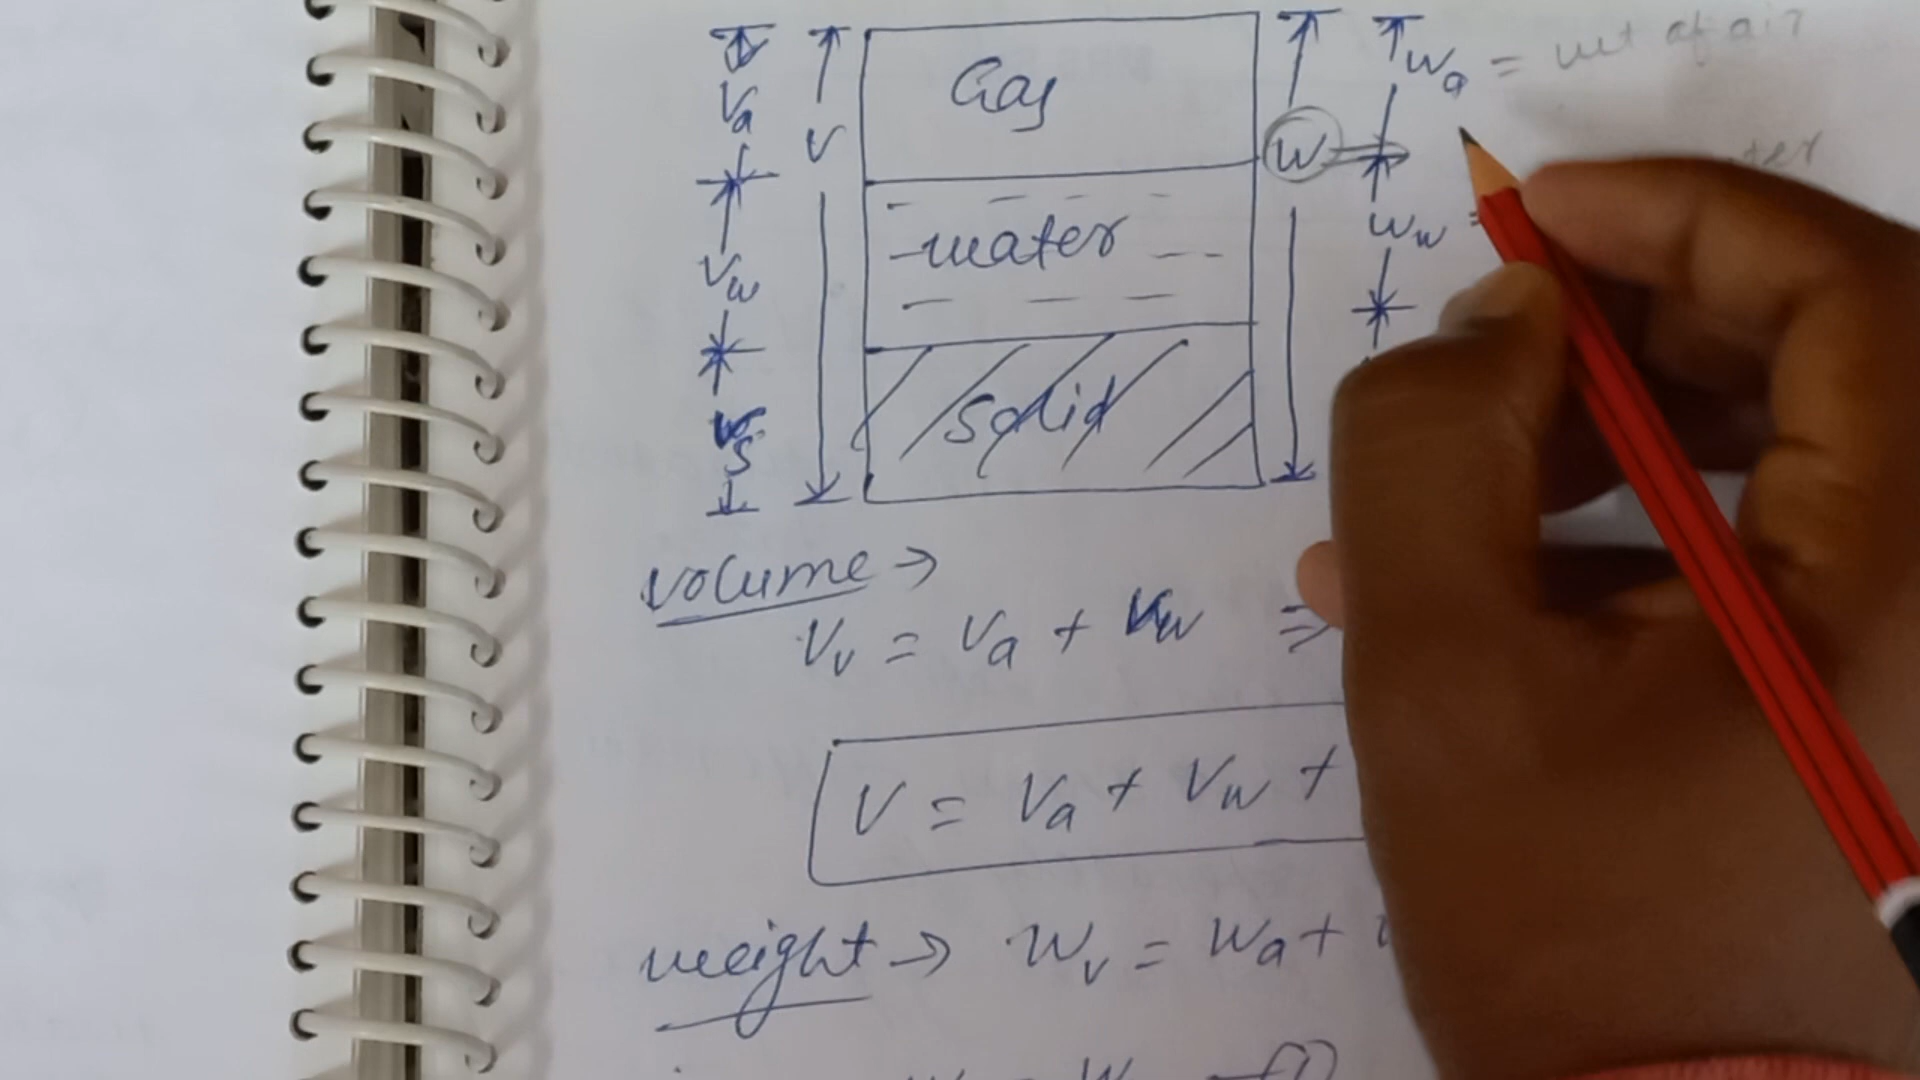 Va
V
Gas
W
Wa = wt of air
Vw
water
Ww =
Vs
Solid
volume →
Vv = Va + Vw ⇒
V = Va + Vw +
weight → Wv = Wa +